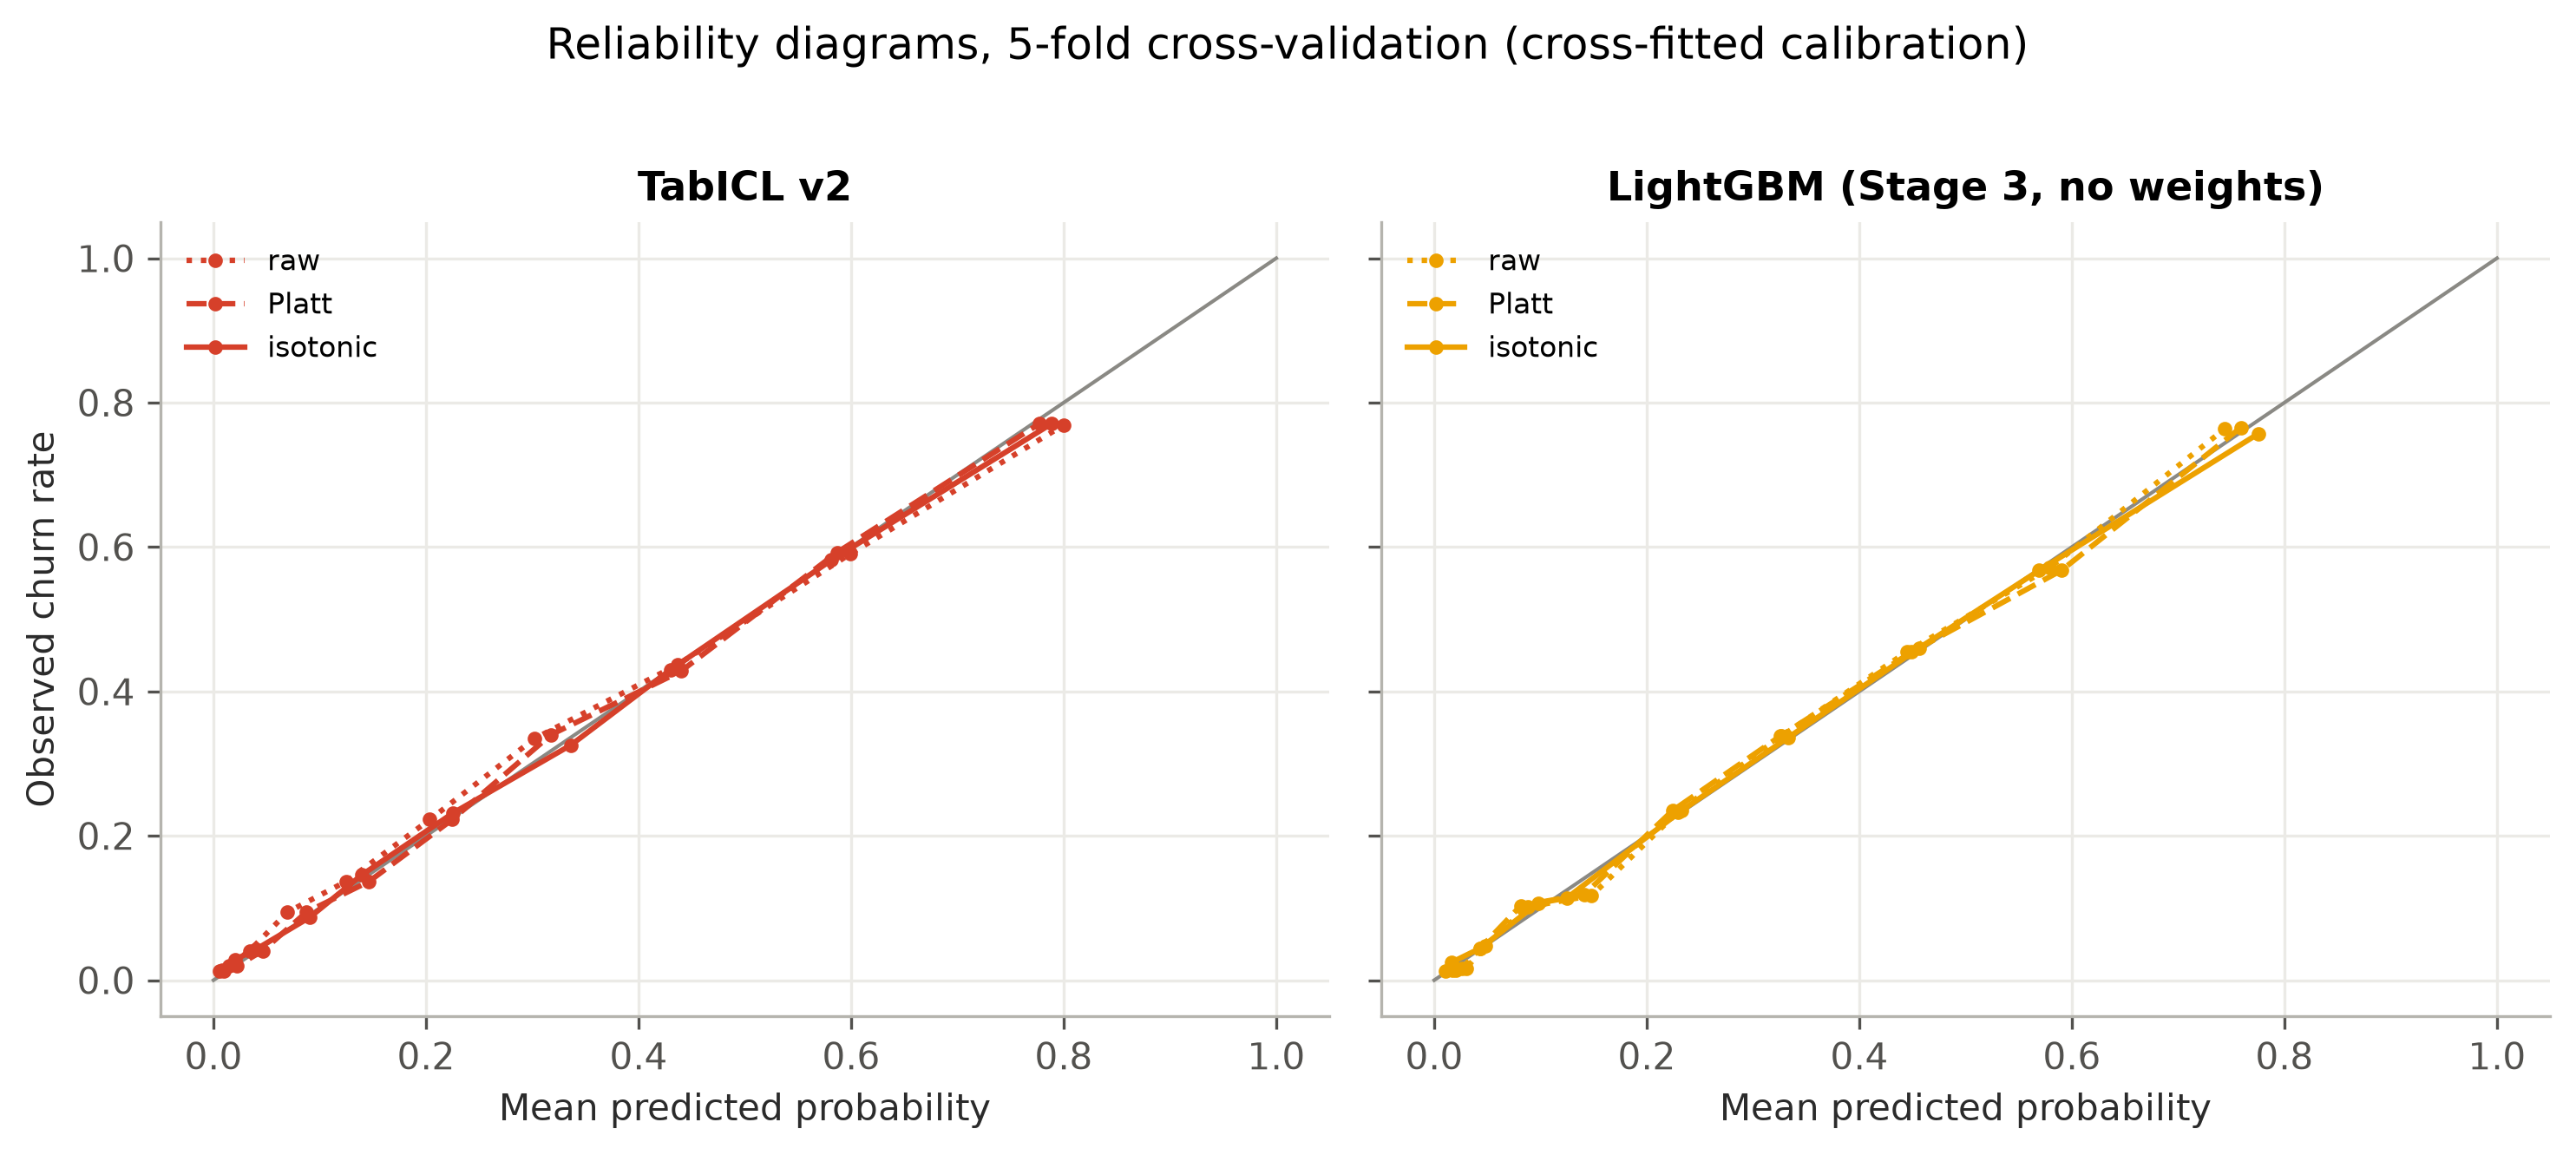 Reliability diagrams, 5-fold cross-validation (cross-fitted calibration)
TabICL v2
raw
Platt
isotonic
1.0
0.8
0.6
0.4
0.2
0.0
Observed churn rate
0.0 0.2 0.4 0.6 0.8 1.0
Mean predicted probability
LightGBM (Stage 3, no weights)
raw
Platt
isotonic
0.0 0.2 0.4 0.6 0.8 1.0
Mean predicted probability